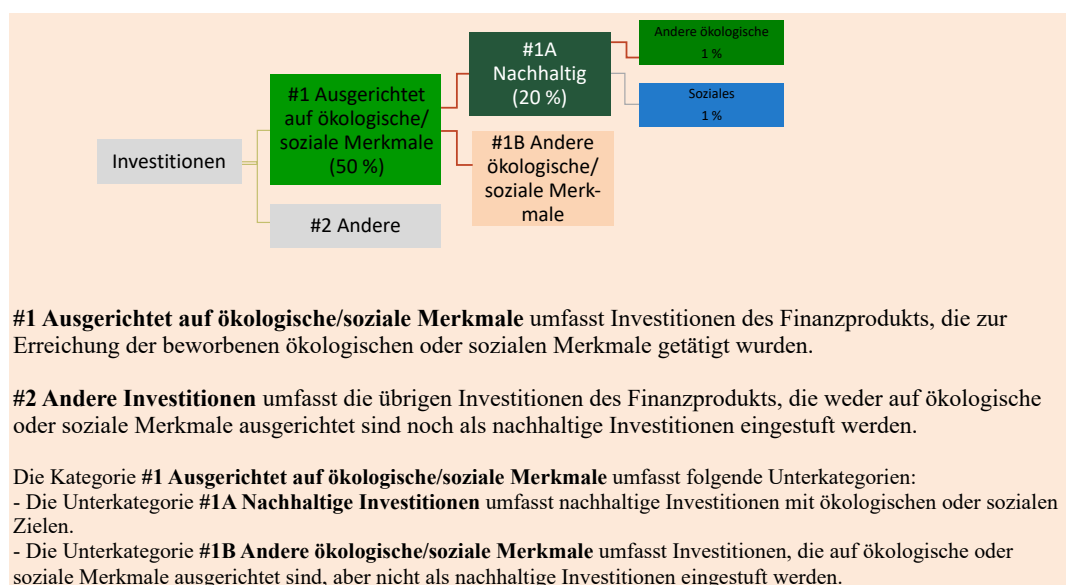 Investitionen
#1 Ausgerichtet
auf ökologische/
soziale Merkmale
(50 %)
#2 Andere
#1A
Nachhaltig
(20 %)
#1B Andere
ökologische/
soziale Merk-
male
Andere ökologische
1 %
Soziales
1 %
#1 Ausgerichtet auf ökologische/soziale Merkmale umfasst Investitionen des Finanzprodukts, die zur
Erreichung der beworbenen ökologischen oder sozialen Merkmale getätigt wurden.
#2 Andere Investitionen umfasst die übrigen Investitionen des Finanzprodukts, die weder auf ökologische
oder soziale Merkmale ausgerichtet sind noch als nachhaltige Investitionen eingestuft werden.
Die Kategorie #1 Ausgerichtet auf ökologische/soziale Merkmale umfasst folgende Unterkategorien:
- Die Unterkategorie #1A Nachhaltige Investitionen umfasst nachhaltige Investitionen mit ökologischen oder sozialen
Zielen.
- Die Unterkategorie #1B Andere ökologische/soziale Merkmale umfasst Investitionen, die auf ökologische oder
soziale Merkmale ausgerichtet sind, aber nicht als nachhaltige Investitionen eingestuft werden.